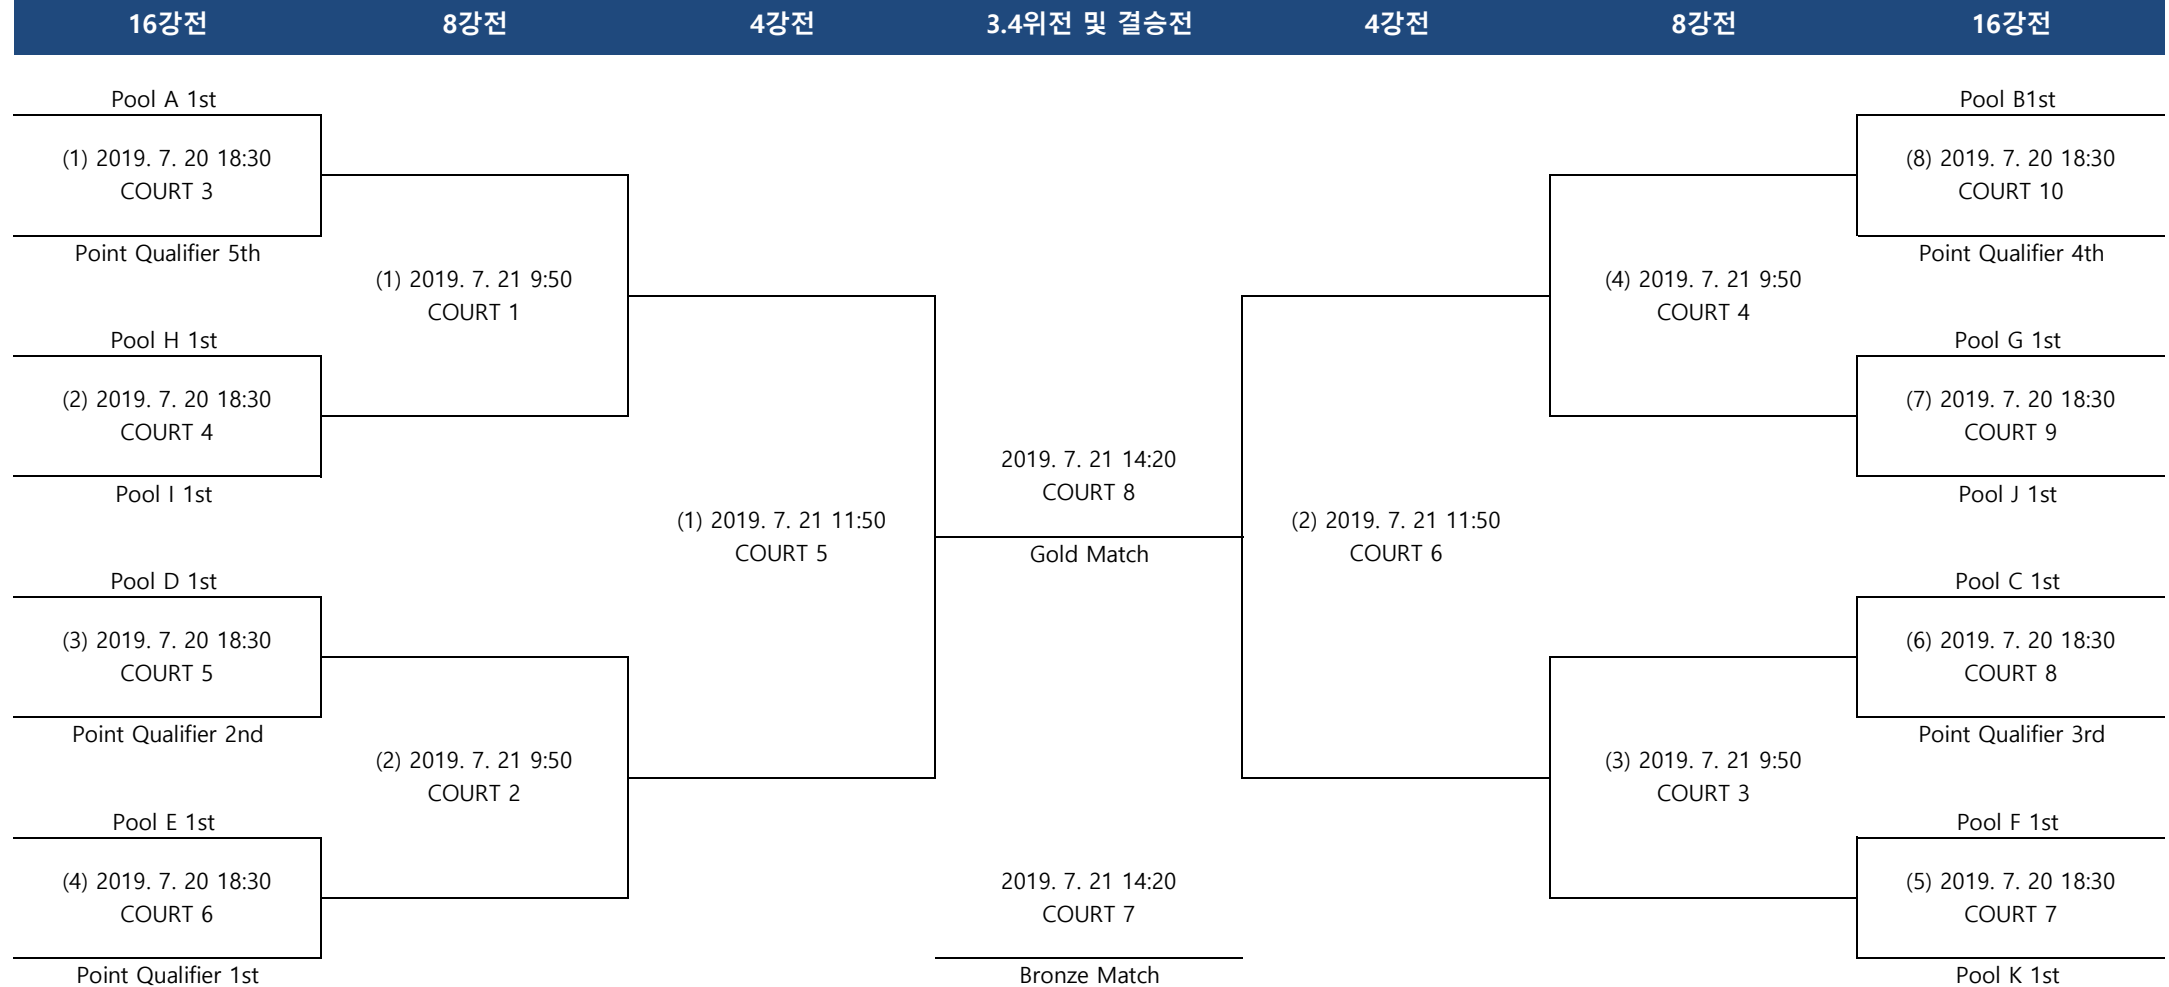 16강전 8강전 4강전 3.4위전 및 결승전 4강전 8강전 16강전
Pool A 1st
(1) 2019. 7. 20 18:30
COURT 3
Point Qualifier 5th
Pool H 1st
(2) 2019. 7. 20 18:30
COURT 4
Pool I 1st
Pool D 1st
(3) 2019. 7. 20 18:30
COURT 5
Point Qualifier 2nd
Pool E 1st
(4) 2019. 7. 20 18:30
COURT 6
Point Qualifier 1st
(1) 2019. 7. 21 9:50
COURT 1
(2) 2019. 7. 21 9:50
COURT 2
(1) 2019. 7. 21 11:50
COURT 5
2019. 7. 21 14:20
COURT 8
Gold Match
2019. 7. 21 14:20
COURT 7
Bronze Match
(2) 2019. 7. 21 11:50
COURT 6
(4) 2019. 7. 21 9:50
COURT 4
(3) 2019. 7. 21 9:50
COURT 3
Pool B1st
(8) 2019. 7. 20 18:30
COURT 10
Point Qualifier 4th
Pool G 1st
(7) 2019. 7. 20 18:30
COURT 9
Pool J 1st
Pool C 1st
(6) 2019. 7. 20 18:30
COURT 8
Point Qualifier 3rd
Pool F 1st
(5) 2019. 7. 20 18:30
COURT 7
Pool K 1st